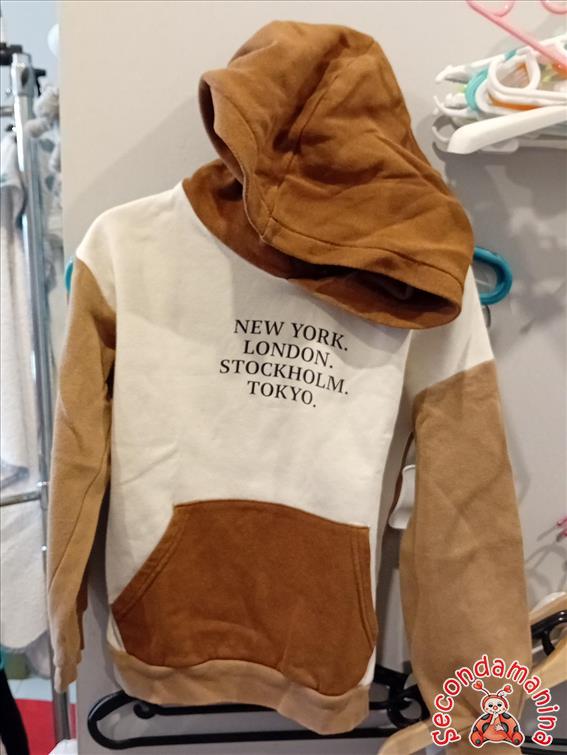 NEW YORK.
LONDON.
STOCKHOLM.
TOKYO.
Secondamanina